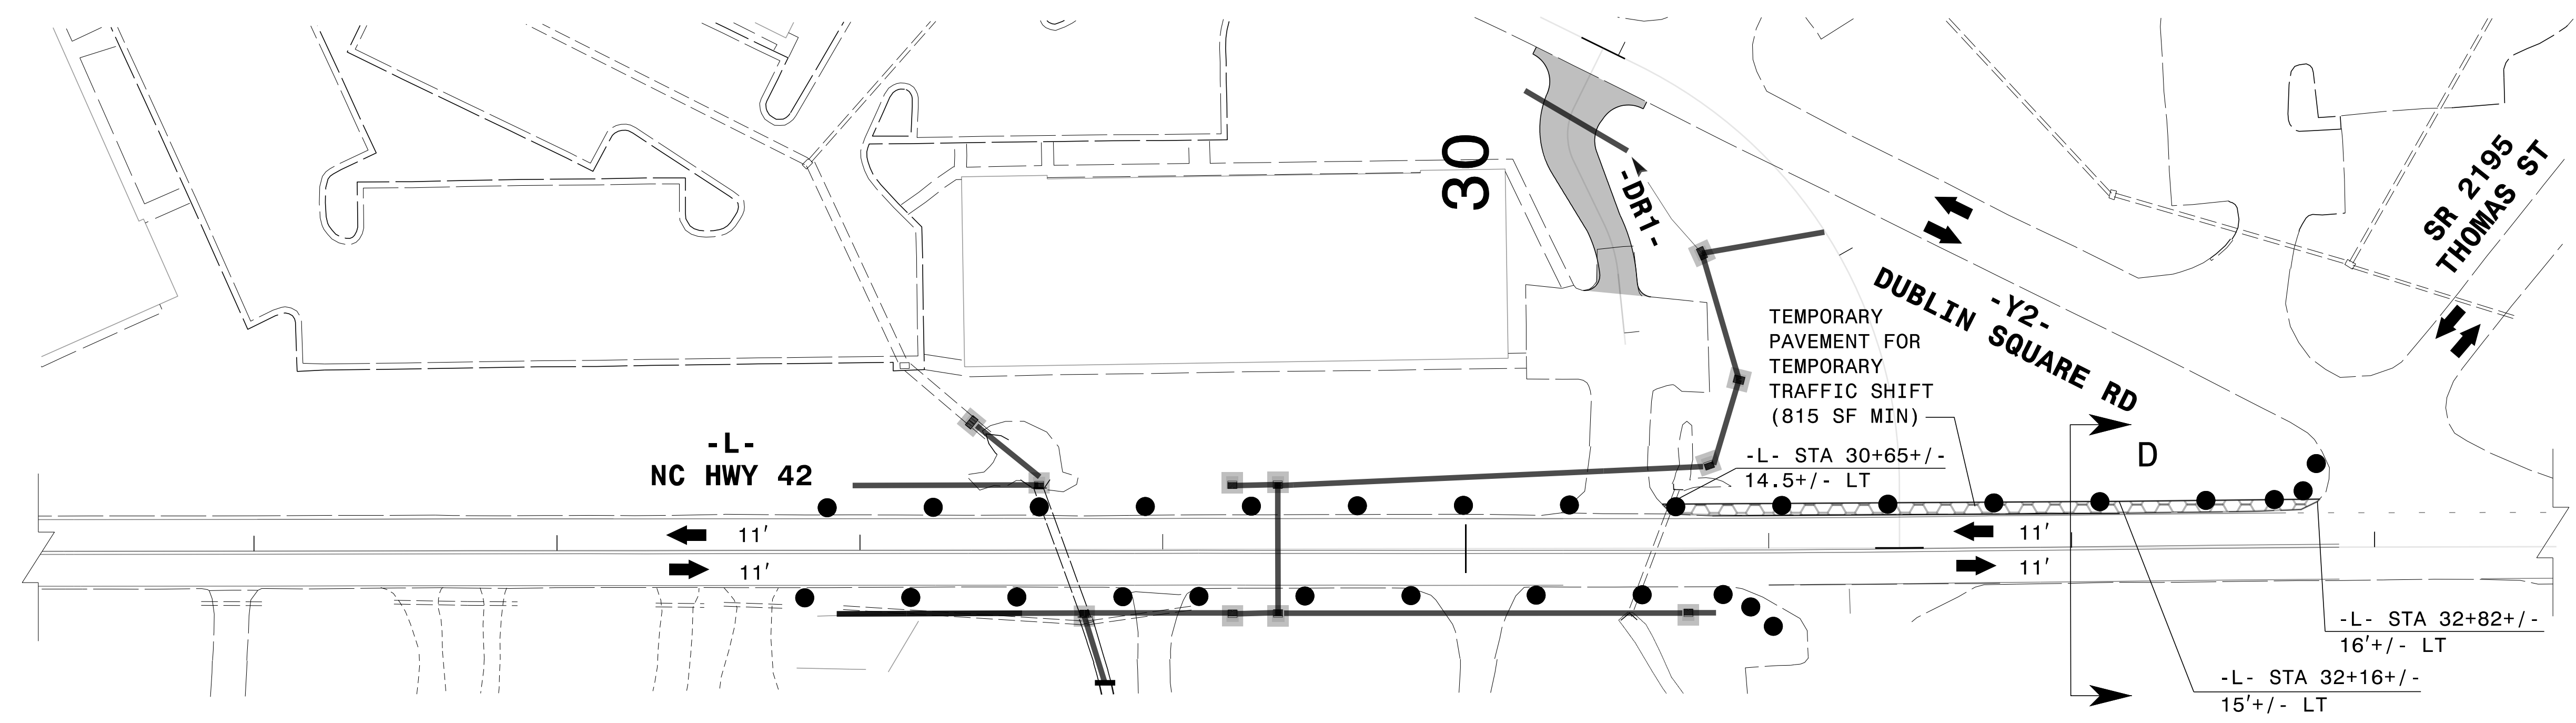 30
-DR1-
SR 2195
THOMAS ST
-Y2-
DUBLIN SQUARE RD
TEMPORARY
PAVEMENT FOR
TEMPORARY
TRAFFIC SHIFT
(815 SF MIN)
-L-
NC HWY 42
-L- STA 30+65+/-
14.5+/- LT
D
11'
11'
11'
11'
-L- STA 32+82+/-
16'+/- LT
-L- STA 32+16+/-
15'+/- LT